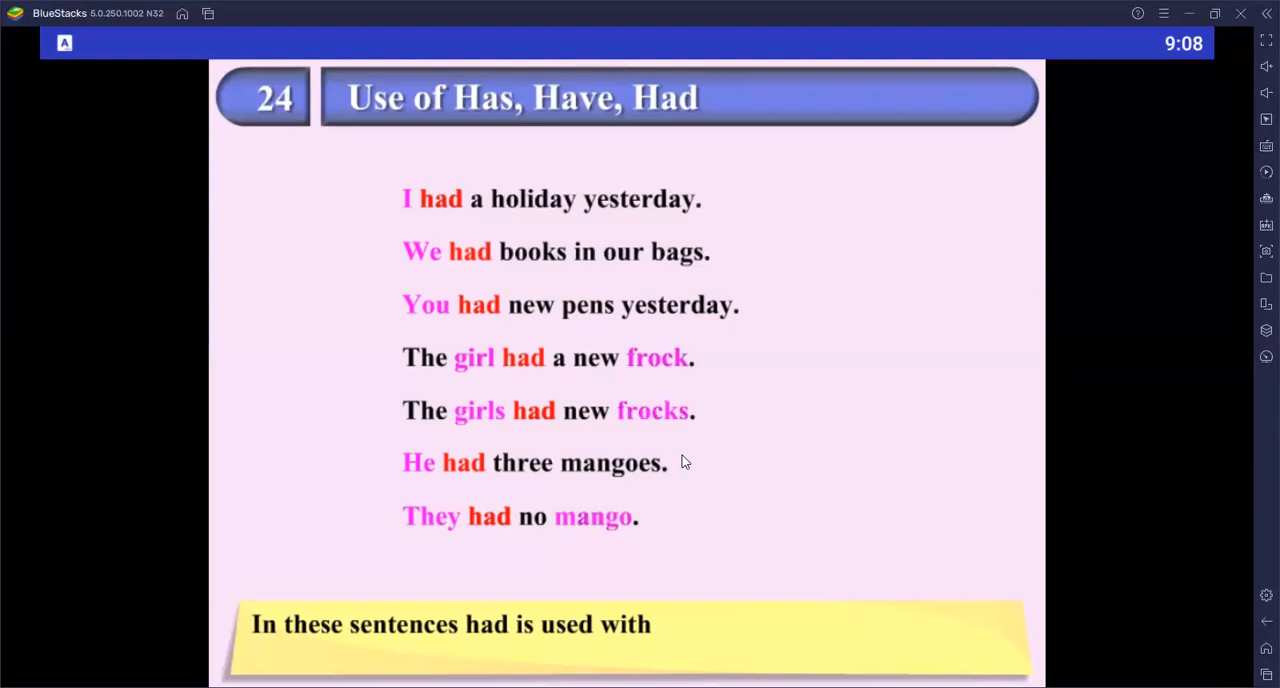 BlueStacks 5.0.250.1002 N32
A
9:08
24 Use of Has, Have, Had
I had a holiday yesterday.
We had books in our bags.
You had new pens yesterday.
The girl had a new frock.
The girls had new frocks.
He had three mangoes.
They had no mango.
In these sentences had is used with